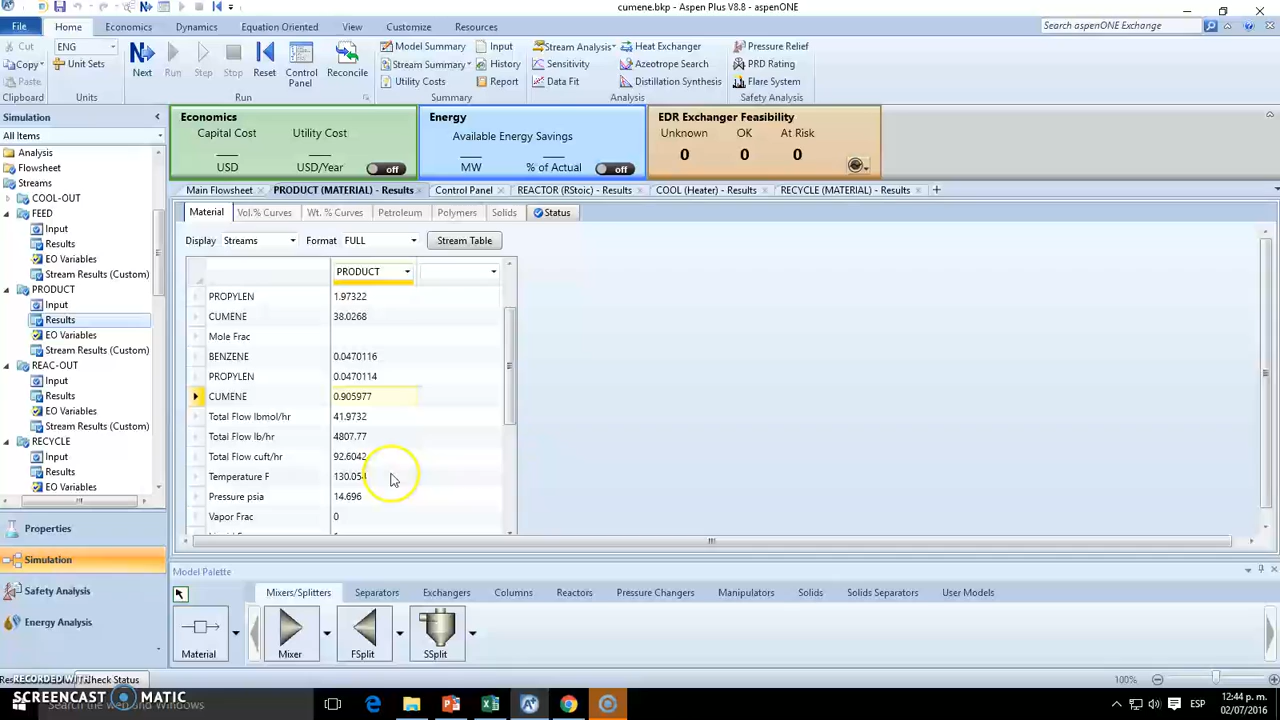 cumene.bkp - Aspen Plus V8.8 - aspenONE
File Home Economics Dynamics Equation Oriented View Customize Resources Search aspenONE Exchange
Cut ENG Model Summary Input Stream Analysis Heat Exchanger Pressure Relief
Copy Unit Sets Next Run Step Stop Reset Control Panel Reconcile Stream Summary History Sensitivity Azeotrope Search PRD Rating
Paste Utility Costs Report Data Fit Distillation Synthesis Flare System
Clipboard Units Run Summary Analysis Safety Analysis
Simulation
All Items
Economics
Capital Cost Utility Cost
USD USD/Year off
Energy
Available Energy Savings
MW % of Actual off
EDR Exchanger Feasibility
Unknown OK At Risk
0 0 0
Main Flowsheet PRODUCT (MATERIAL) - Results Control Panel REACTOR (RStoic) - Results COOL (Heater) - Results RECYCLE (MATERIAL) - Results
Analysis
Flowsheet
Streams
COOL-OUT
FEED
Input
Results
EO Variables
Stream Results (Custom)
PRODUCT
Input
Results
EO Variables
Stream Results (Custom)
REAC-OUT
Input
Results
EO Variables
Stream Results (Custom)
RECYCLE
Input
Results
EO Variables
Properties
Simulation
Safety Analysis
Energy Analysis
Material Vol.% Curves Wt. % Curves Petroleum Polymers Solids Status
Display Streams Format FULL Stream Table
PRODUCT
PROPYLEN 1.97322
CUMENE 38.0268
Mole Frac
BENZENE 0.0470116
PROPYLEN 0.0470114
CUMENE 0.905977
Total Flow lbmol/hr 41.9732
Total Flow lb/hr 4807.77
Total Flow cuft/hr 92.6042
Temperature F 130.054
Pressure psia 14.696
Vapor Frac 0
Model Palette
Mixers/Splitters Separators Exchangers Columns Reactors Pressure Changers Manipulators Solids Solids Separators User Models
Material Mixer FSplit SSplit
Check Status 100%
RECORDED WITH
SCREENCAST MATIC
Search the web and Windows
ESP
12:44 p. m.
02/07/2016